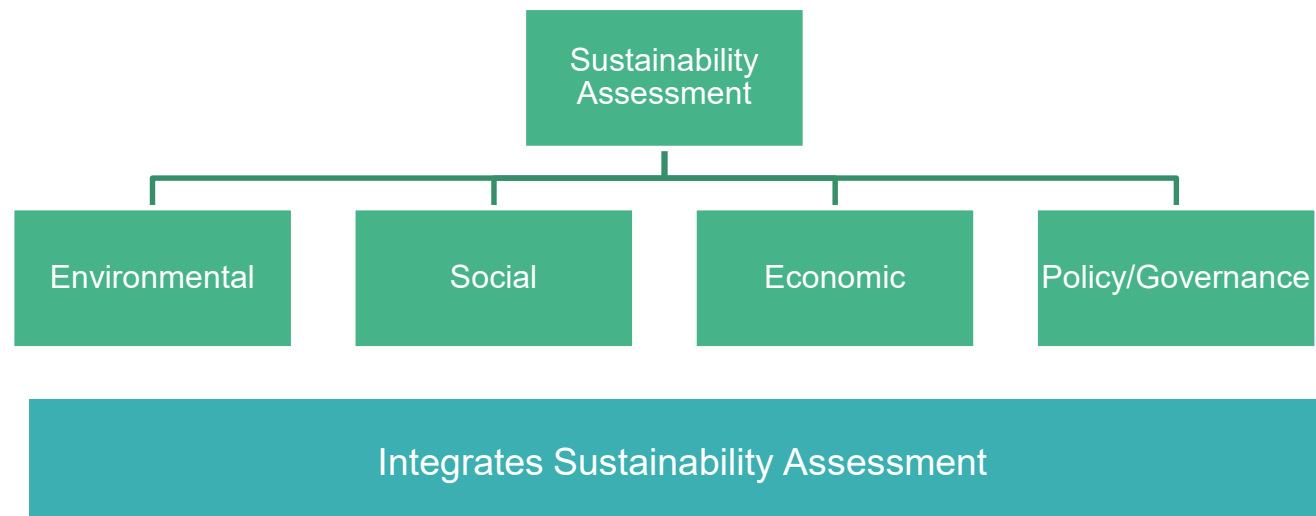 Sustainability
Assessment
Environmental
Social
Economic
Policy/Governance
Integrates Sustainability Assessment